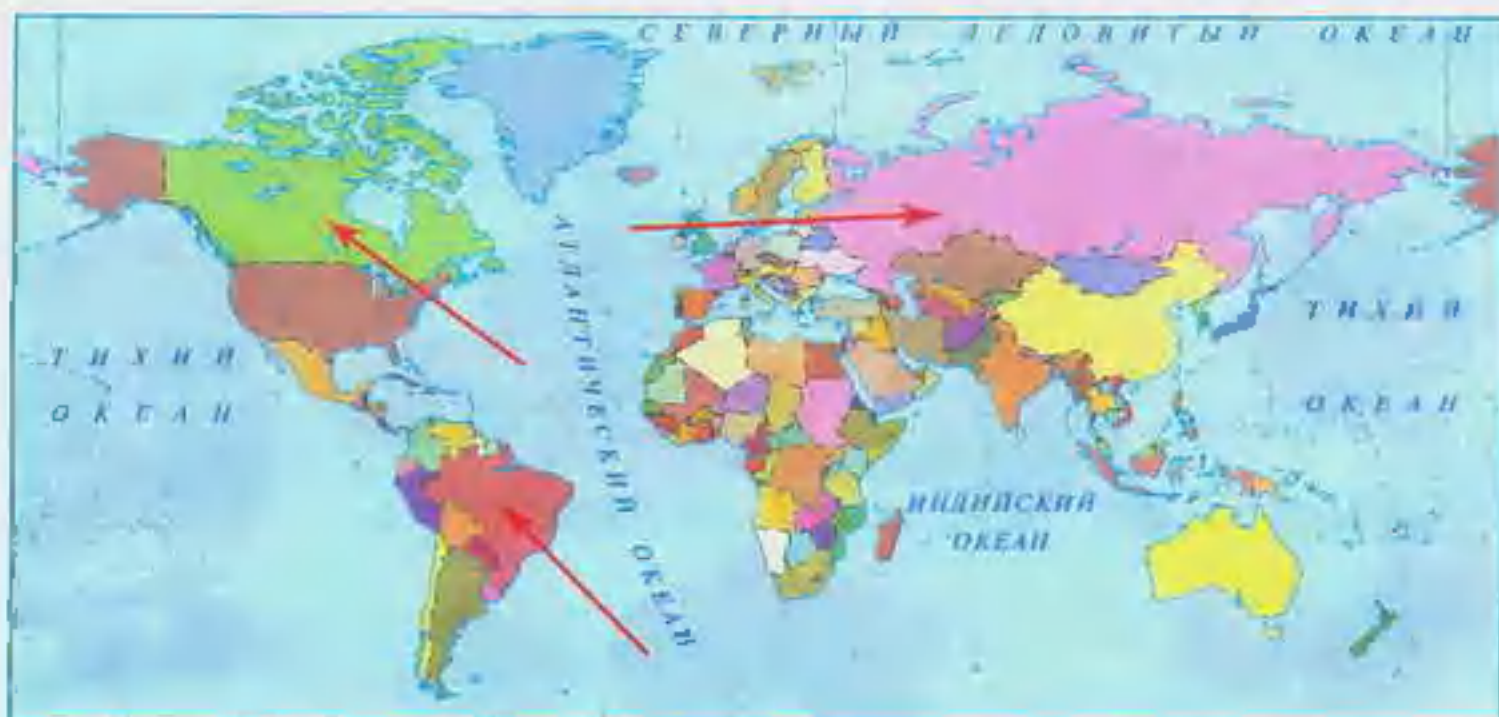 СЕВЕРНЫЙ ЛЕДОВИТЫЙ ОКЕАН
ТИХИЙ
ОКЕАН
АТЛАНТИЧЕСКИЙ ОКЕАН
ИНДИЙСКИЙ
ОКЕАН
ТИХИЙ
ОКЕАН